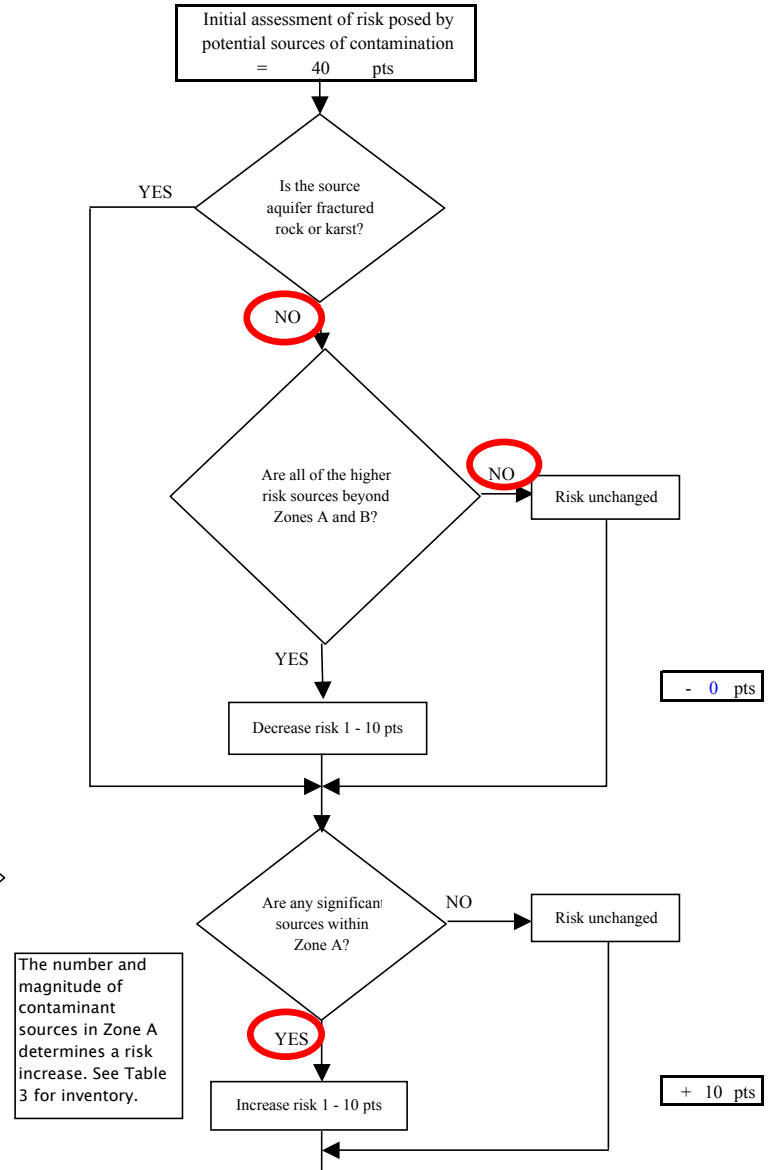 Initial assessment of risk posed by
potential sources of contamination
= 40 pts
YES
Is the source
aquifer fractured
rock or karst?
NO
Are all of the higher
risk sources beyond
Zones A and B?
NO
Risk unchanged
YES
- 0 pts
Decrease risk 1 - 10 pts
Are any significant
sources within
Zone A?
NO
Risk unchanged
The number and
magnitude of
contaminant
sources in Zone A
determines a risk
increase. See Table
3 for inventory.
YES
Increase risk 1 - 10 pts
+ 10 pts